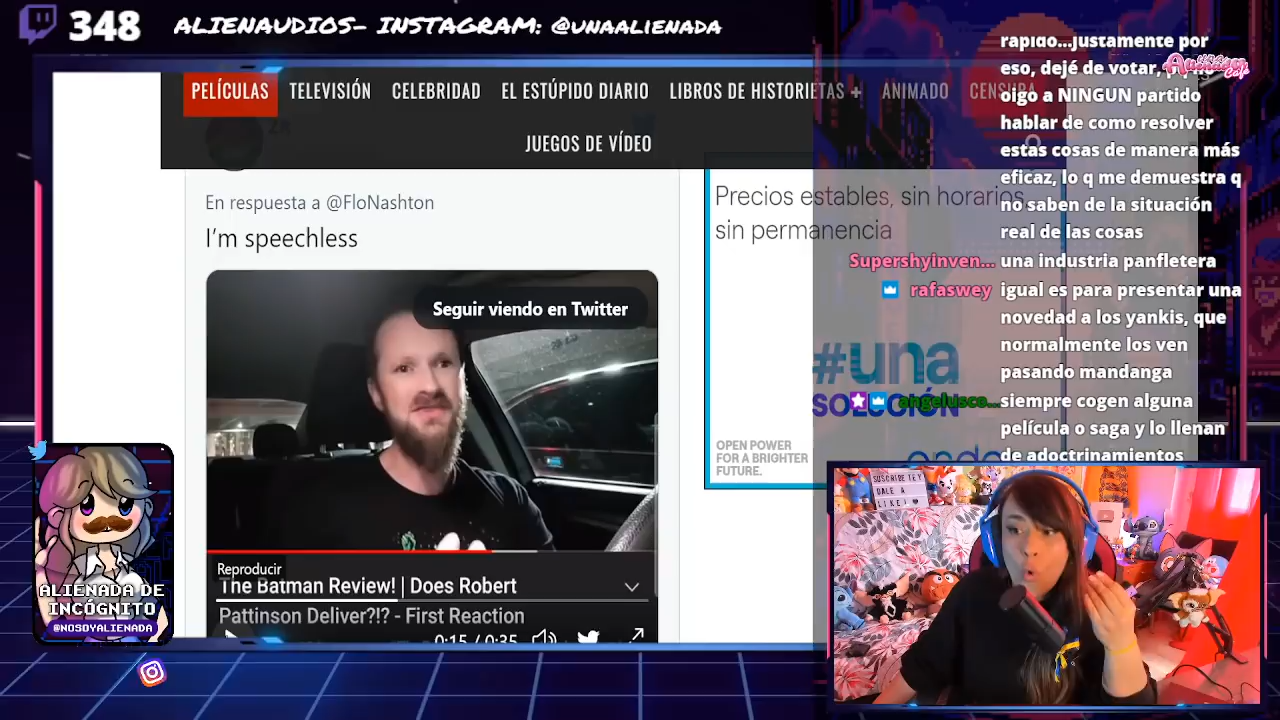 348
ALIENAUDIOS- INSTAGRAM: @UNAALIENADA
PELÍCULAS TELEVISIÓN CELEBRIDAD EL ESTÚPIDO DIARIO LIBROS DE HISTORIETAS + ANIMADO CENSURA
JUEGOS DE VÍDEO
En respuesta a @FloNashton
I'm speechless
Seguir viendo en Twitter
Reproducir
The Batman Review! | Does Robert
Pattinson Deliver?!? - First Reaction
0:15 / 0:35
Precios estables, sin horarios,
sin permanencia
#una
SOLUCIÓN
OPEN POWER
FOR A BRIGHTER
FUTURE.
rápido...justamente por
eso, dejé de votar,
oigo a NINGUN partido
hablar de como resolver
estas cosas de manera más
eficaz, lo q me demuestra q
no saben de la situación
real de las cosas
Supershyinven... una industria panfletera
rafaswey igual es para presentar una
novedad a los yankis, que
normalmente los ven
pasando mandanga
angelusco... siempre cogen alguna
película o saga y lo llenan
de adoctrinamientos
SUSCRIBETE Y
DALE A
LIKE!
ALIENADA DE
INCÓGNITO
@NOSOYALIENADA